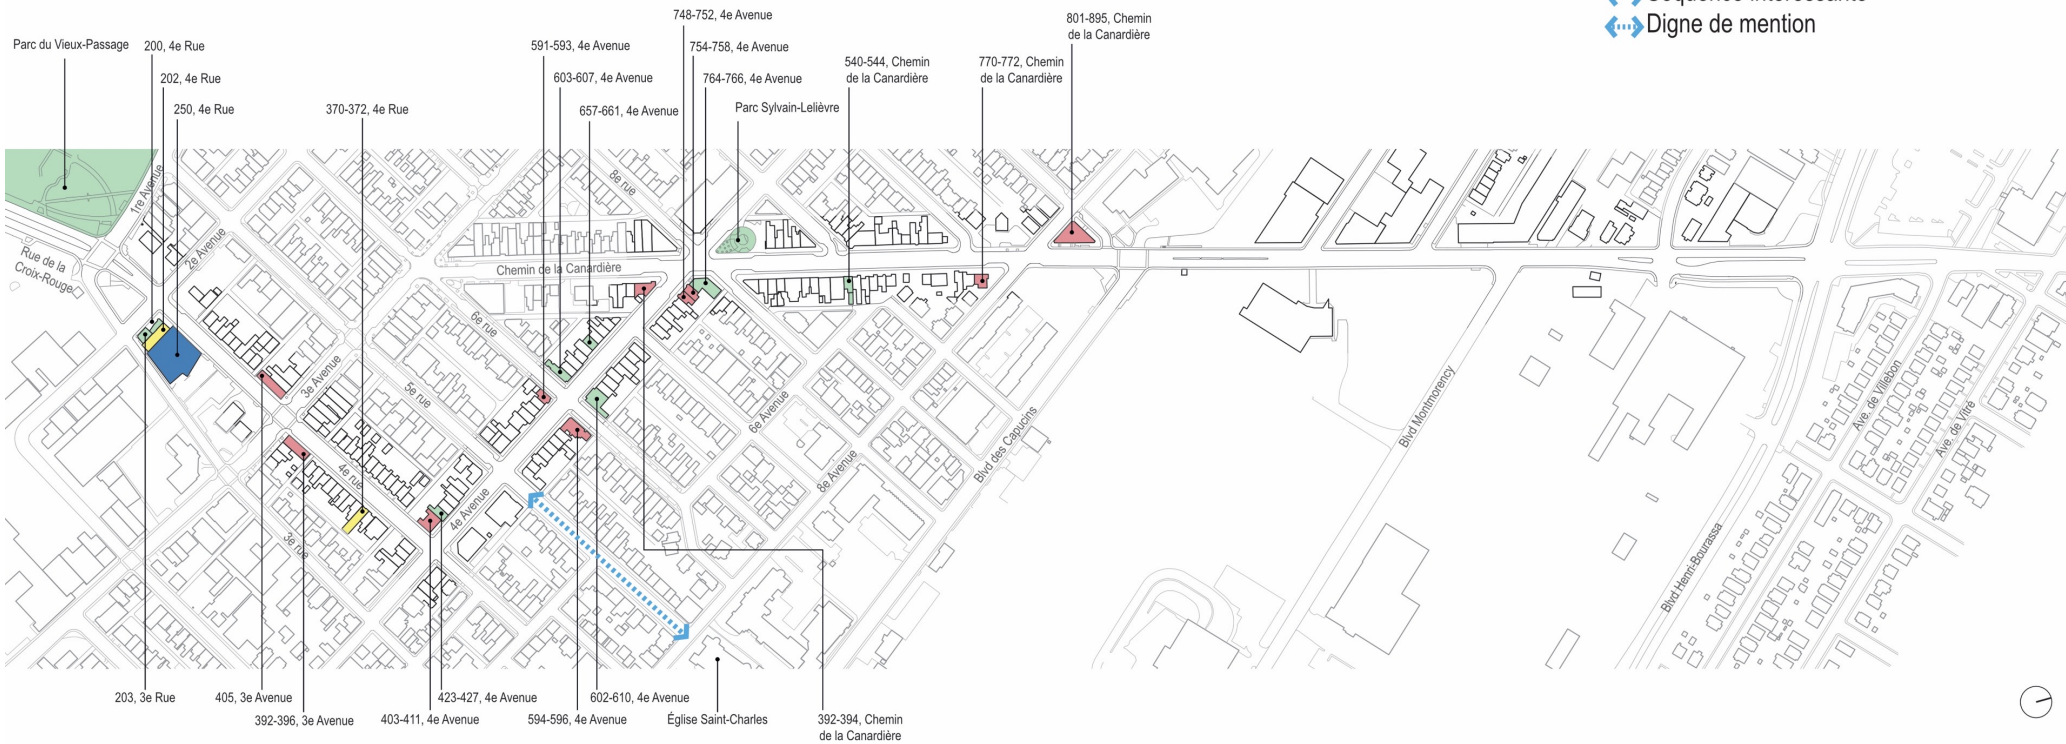 Séquence intéressante
Digne de mention
748-752, 4e Avenue
801-895, Chemin
de la Canardière
Parc du Vieux-Passage
200, 4e Rue
591-593, 4e Avenue
754-758, 4e Avenue
540-544, Chemin
de la Canardière
770-772, Chemin
de la Canardière
202, 4e Rue
603-607, 4e Avenue
764-766, 4e Avenue
250, 4e Rue
370-372, 4e Rue
657-661, 4e Avenue
Parc Sylvain-Lelièvre
1re Avenue
8e rue
2e Avenue
Rue de la
Croix-Rouge
Chemin de la Canardière
6e rue
3e Avenue
5e rue
6e Avenue
Blvd Montmorency
Ave. de Villebon
Ave. de Vitré
4e rue
8e Avenue
Blvd des Capucins
4e Avenue
3e rue
Blvd Henri-Bourassa
203, 3e Rue
405, 3e Avenue
423-427, 4e Avenue
602-610, 4e Avenue
392-396, 3e Avenue
403-411, 4e Avenue
594-596, 4e Avenue
Église Saint-Charles
392-394, Chemin
de la Canardière